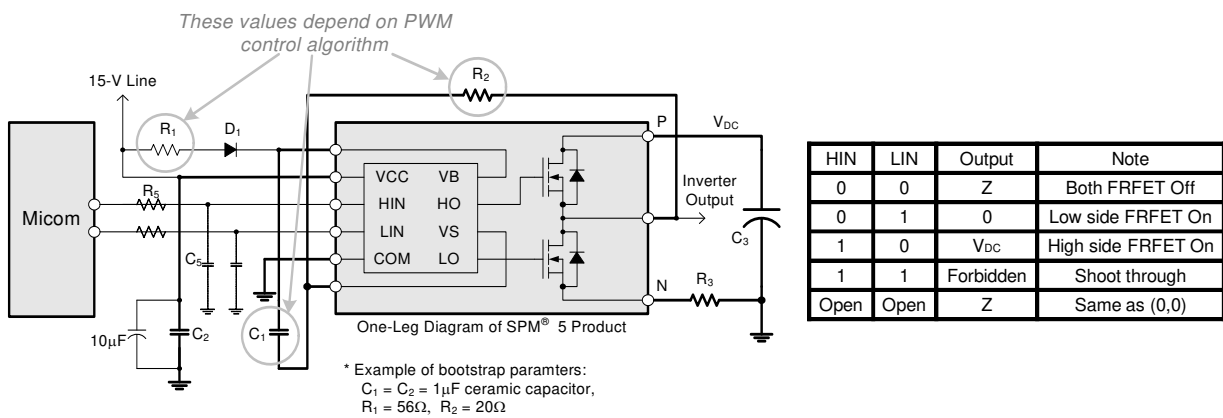 These values depend on PWM
control algorithm
15-V Line
R1
D1
R2
P
VDC
Micom
R5
C5
VCC
VB
HIN
HO
LIN
VS
COM
LO
Inverter
Output
C3
N
R3
10μF
C2
C1
One-Leg Diagram of SPM® 5 Product
* Example of bootstrap paramters:
C1 = C2 = 1μF ceramic capacitor,
R1 = 56Ω, R2 = 20Ω
HIN LIN Output Note
0 0 Z Both FRFET Off
0 1 0 Low side FRFET On
1 0 VDC High side FRFET On
1 1 Forbidden Shoot through
Open Open Z Same as (0,0)